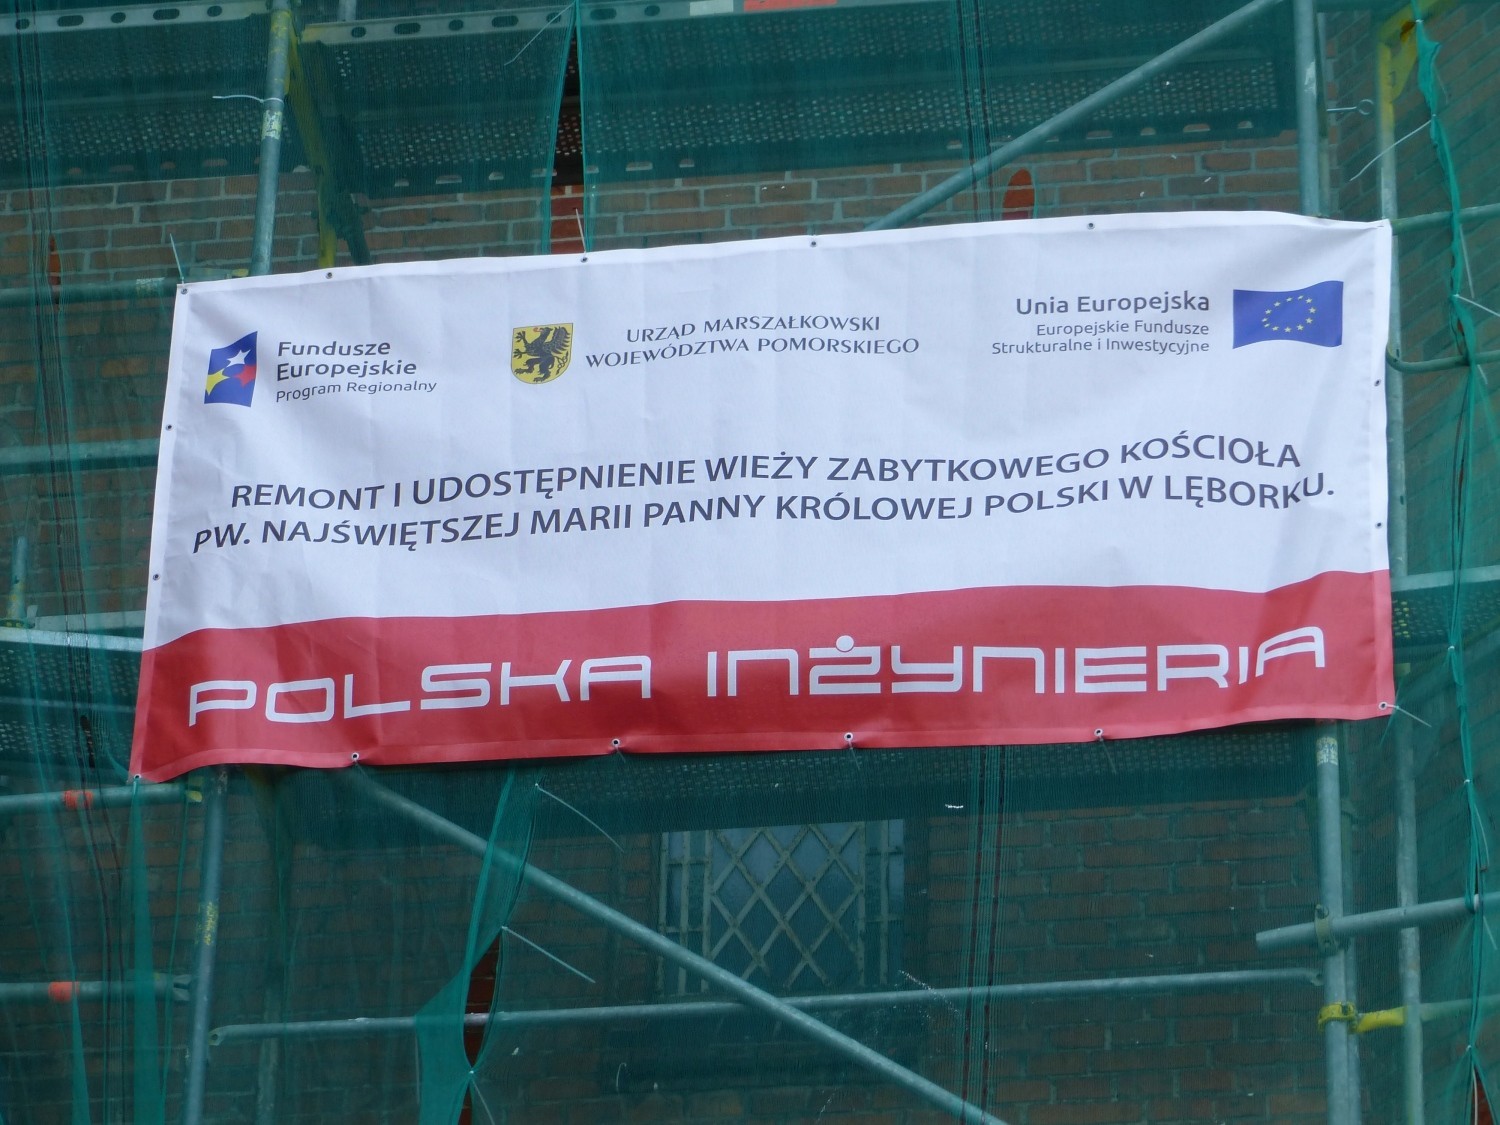 Fundusze
Europejskie
Program Regionalny
URZĄD MARSZAŁKOWSKI
WOJEWÓDZTWA POMORSKIEGO
Unia Europejska
Europejskie Fundusze
Strukturalne i Inwestycyjne
REMONT I UDOSTĘPNIENIE WIEŻY ZABYTKOWEGO KOŚCIOŁA
PW. NAJŚWIĘTSZEJ MARII PANNY KRÓLOWEJ POLSKI W LĘBORKU.
POLSKA INŻYNIERIA